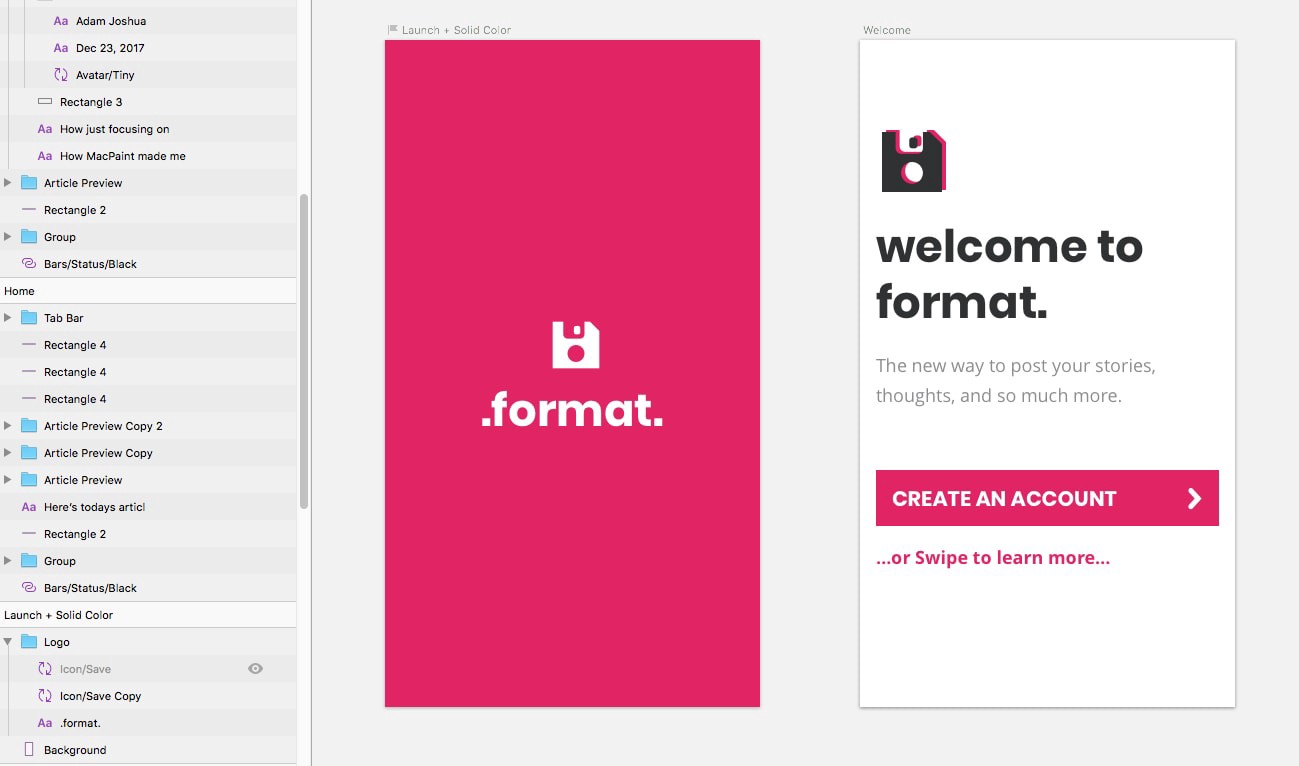 Aa Adam Joshua
Aa Dec 23, 2017
Avatar/Tiny
Rectangle 3
Aa How just focusing on
Aa How MacPaint made me
Article Preview
Rectangle 2
Group
Bars/Status/Black
Home
Tab Bar
Rectangle 4
Rectangle 4
Rectangle 4
Article Preview Copy 2
Article Preview Copy
Article Preview
Aa Here's todays articl
Rectangle 2
Group
Bars/Status/Black
Launch + Solid Color
Logo
Icon/Save
Icon/Save Copy
Aa .format.
Background
Launch + Solid Color
.format.
Welcome
welcome to
format.
The new way to post your stories,
thoughts, and so much more.
CREATE AN ACCOUNT
...or Swipe to learn more...